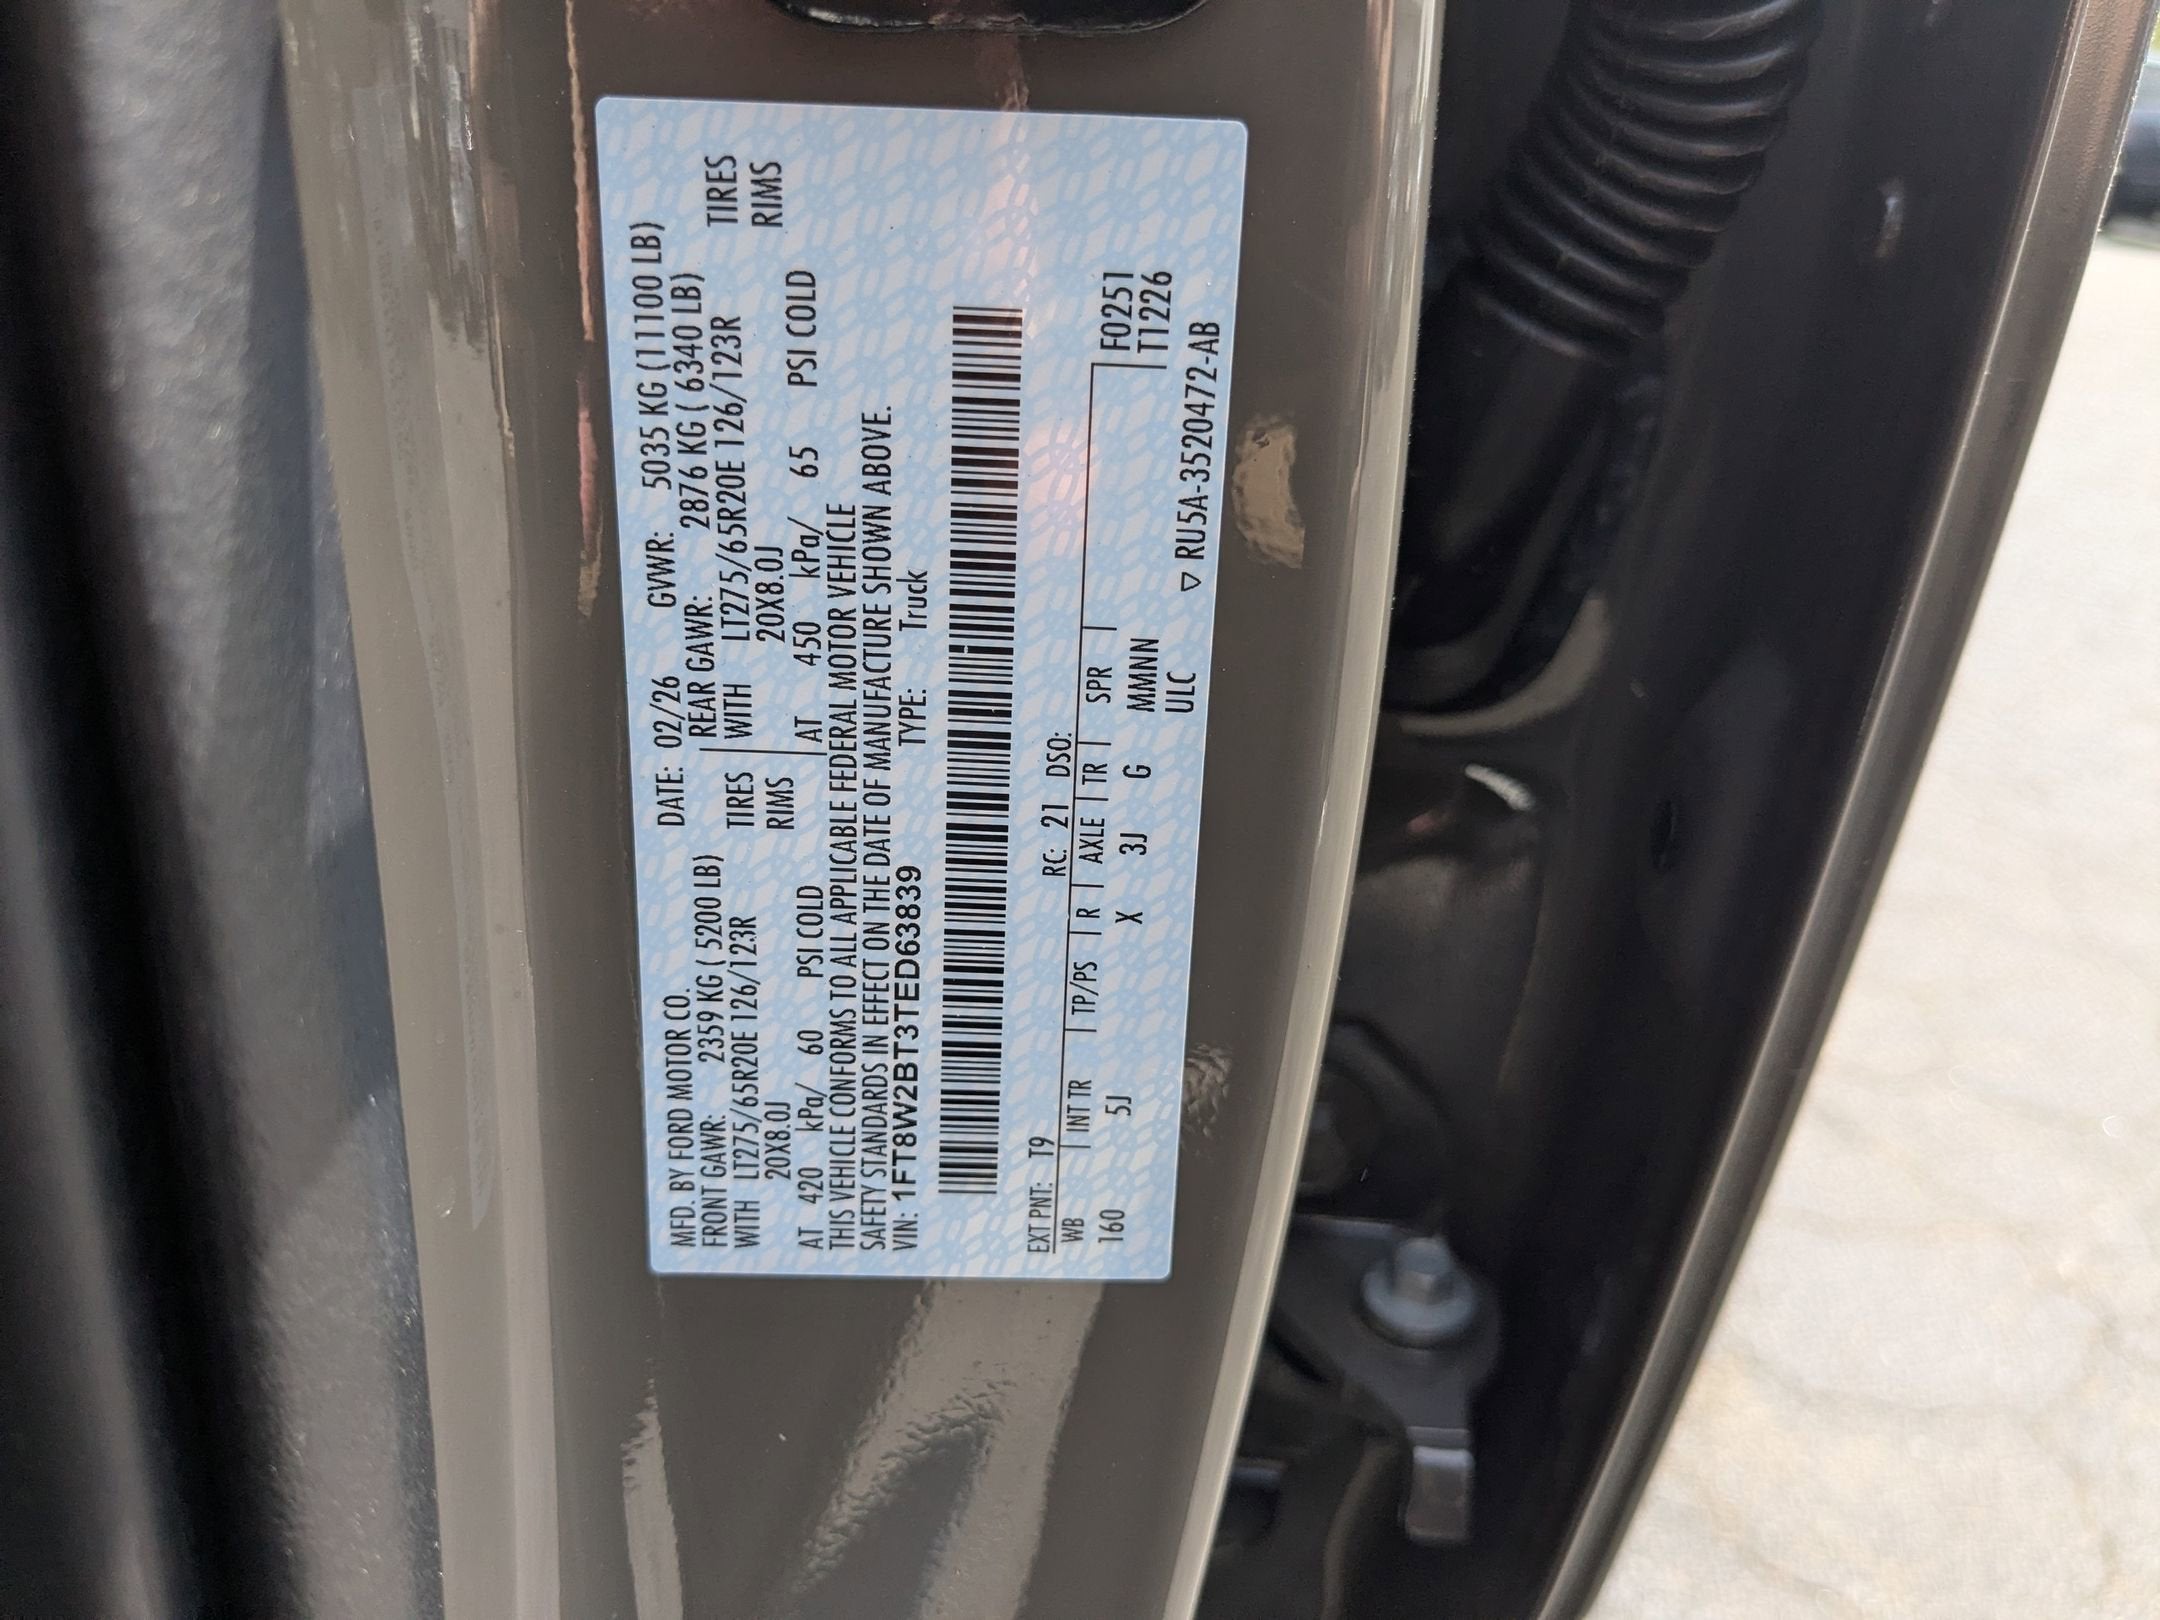 MFD. BY FORD MOTOR CO. DATE: 02/26 GVWR: 5035 KG (11100 LB)
FRONT GAWR: 2359 KG ( 5200 LB) REAR GAWR: 2876 KG ( 6340 LB)
WITH LT275/65R20E 126/123R TIRES WITH LT275/65R20E 126/123R TIRES
20X8.0J RIMS 20X8.0J RIMS
AT 420 kPa/ 60 PSI COLD AT 450 kPa/ 65 PSI COLD
THIS VEHICLE CONFORMS TO ALL APPLICABLE FEDERAL MOTOR VEHICLE
SAFETY STANDARDS IN EFFECT ON THE DATE OF MANUFACTURE SHOWN ABOVE.
VIN: 1FT8W2BT3TED63839 TYPE: Truck
EXT PNT: T9 RC: 21 DSO: F0251
WB INT TR TP/PS R AXLE TR SPR T1226
160 5J X 3J G MMNN
ULC ▽ RU5A-3520472-AB